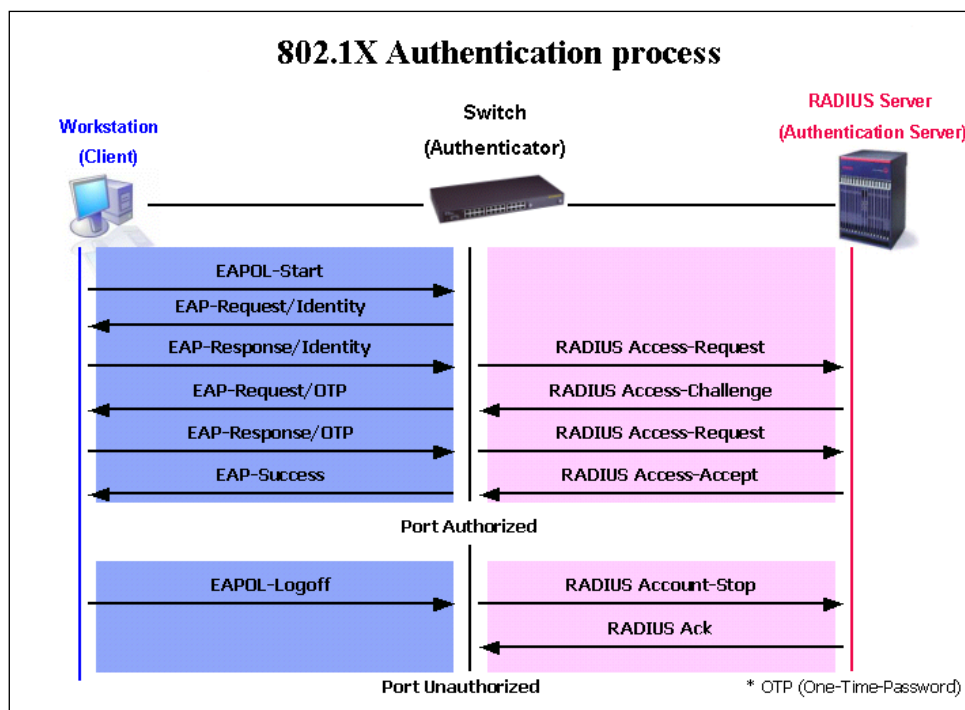 802.1X Authentication process
Workstation
(Client)
Switch
(Authenticator)
RADIUS Server
(Authentication Server)
EAPOL-Start
EAP-Request/Identity
EAP-Response/Identity
RADIUS Access-Request
EAP-Request/OTP
RADIUS Access-Challenge
EAP-Response/OTP
RADIUS Access-Request
EAP-Success
RADIUS Access-Accept
Port Authorized
EAPOL-Logoff
RADIUS Account-Stop
RADIUS Ack
Port Unauthorized
* OTP (One-Time-Password)